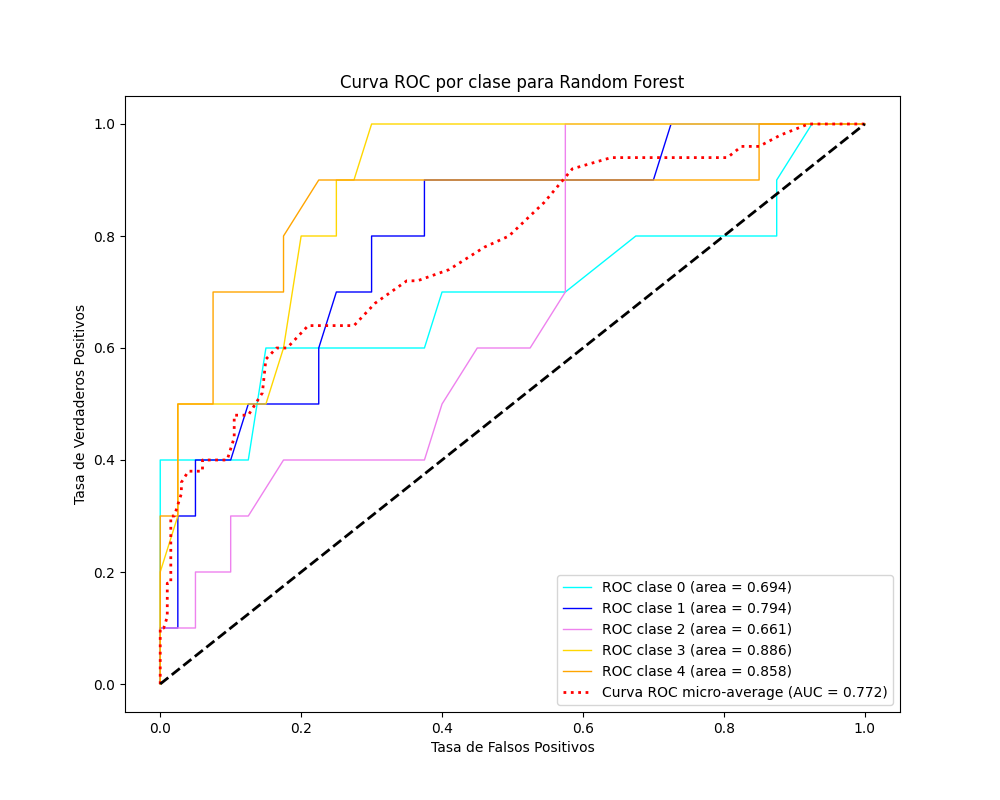 Curva ROC por clase para Random Forest
Tasa de Verdaderos Positivos
1.0
0.8
0.6
0.4
0.2
0.0
ROC clase 0 (area = 0.694)
ROC clase 1 (area = 0.794)
ROC clase 2 (area = 0.661)
ROC clase 3 (area = 0.886)
ROC clase 4 (area = 0.858)
Curva ROC micro-average (AUC = 0.772)
0.0 0.2 0.4 0.6 0.8 1.0
Tasa de Falsos Positivos